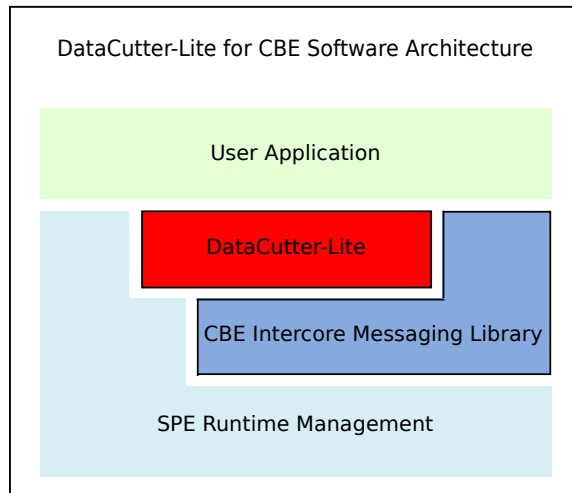 DataCutter-Lite for CBE Software Architecture
User Application
DataCutter-Lite
CBE Intercore Messaging Library
SPE Runtime Management